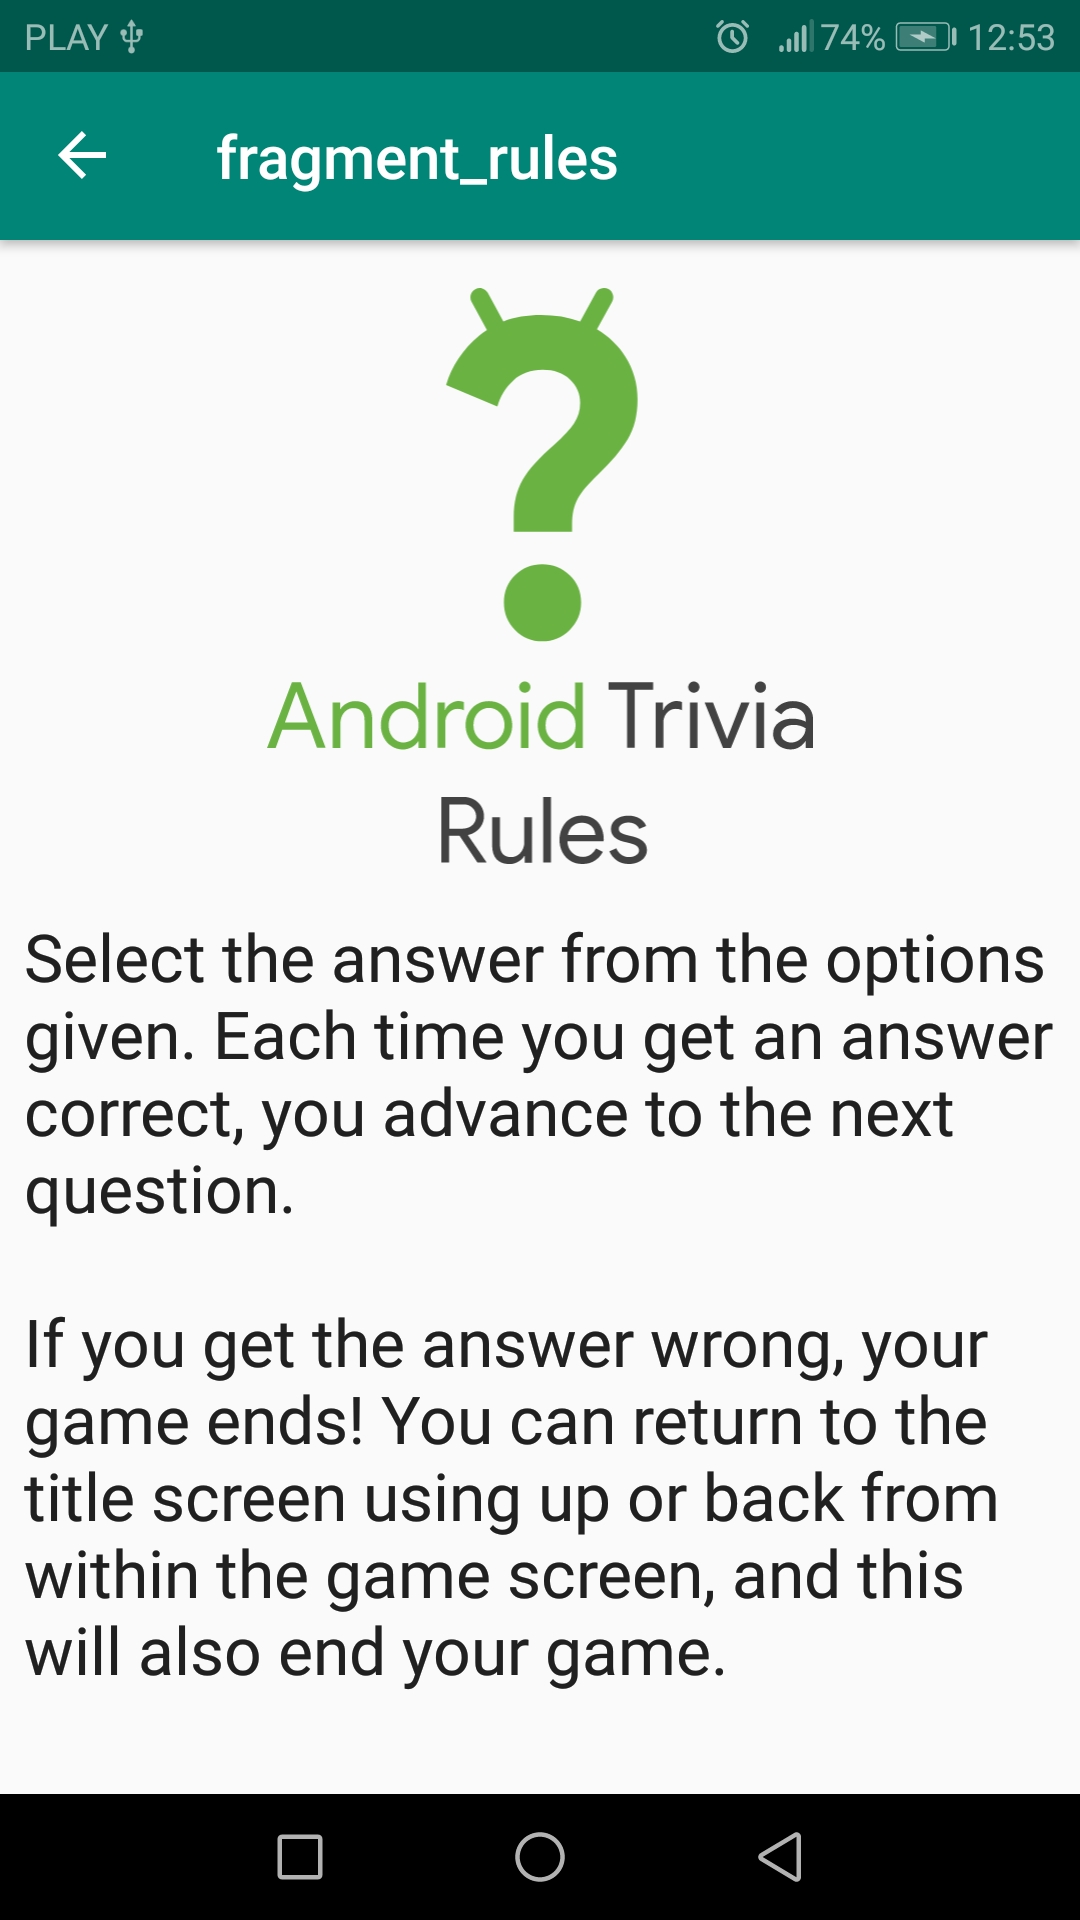 PLAY 74% 12:53
fragment_rules
Android Trivia
Rules
Select the answer from the options
given. Each time you get an answer
correct, you advance to the next
question.
If you get the answer wrong, your
game ends! You can return to the
title screen using up or back from
within the game screen, and this
will also end your game.